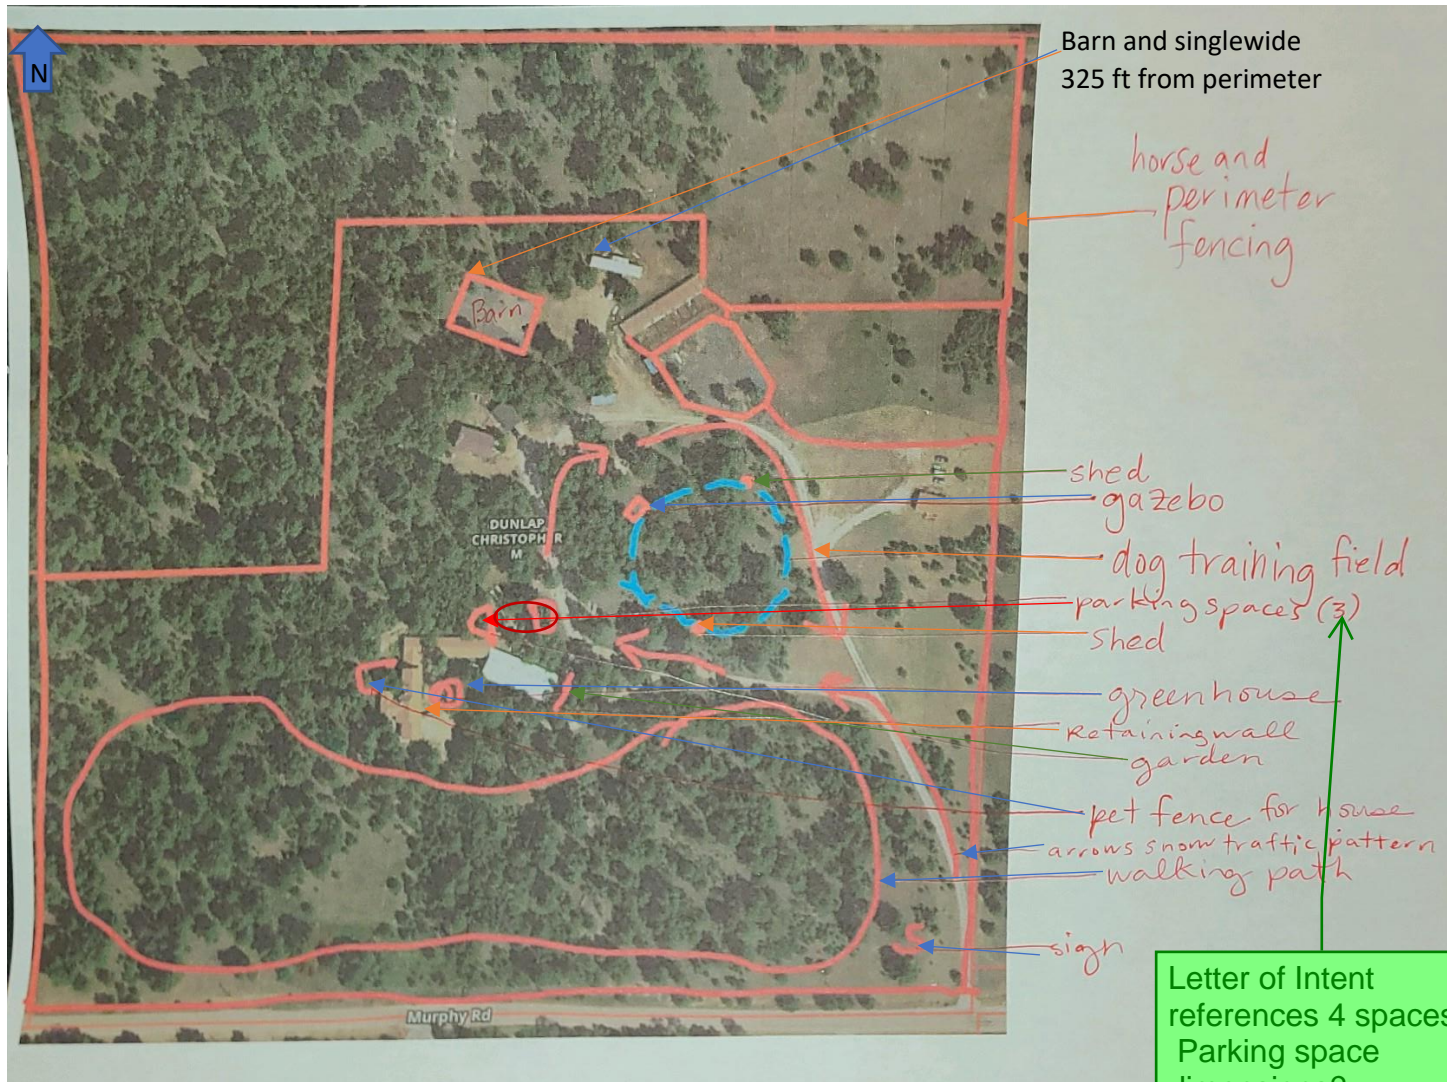 N
Barn and singlewide
325 ft from perimeter
horse and
perimeter
fencing
Barn
shed
gazebo
DUNLAP
CHRISTOPHER
M
dog training field
parking spaces (3)
shed
greenhouse
Retaining wall
garden
pet fence for house
arrows show traffic pattern
walking path
S
sign
Letter of Intent
references 4 spaces
Parking space
Murphy Rd